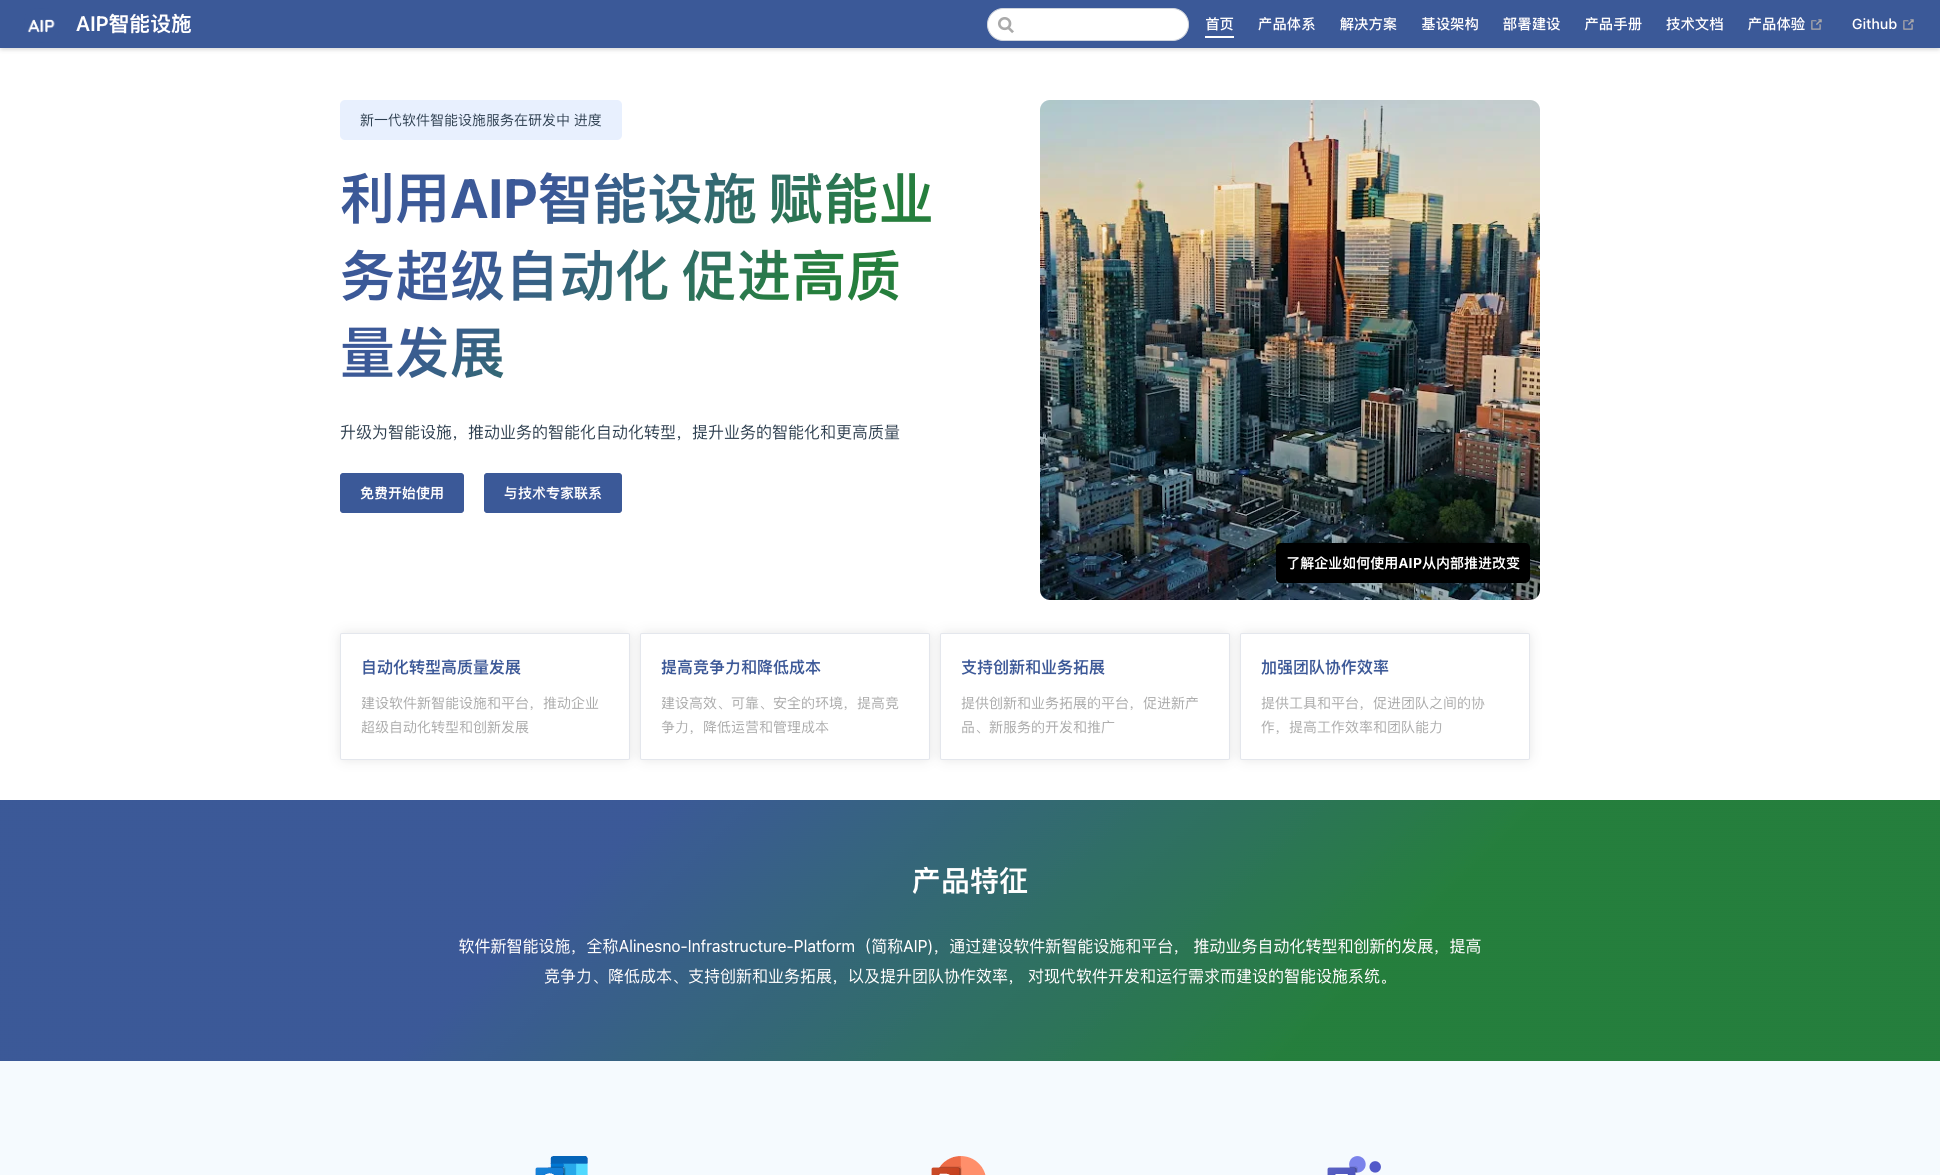 AIP AIP智能设施 首页 产品体系 解决方案 基设架构 部署建设 产品手册 技术文档 产品体验 Github
新一代软件智能设施服务在研发中 进度
利用AIP智能设施 赋能业
务超级自动化 促进高质
量发展
升级为智能设施，推动业务的智能化自动化转型，提升业务的智能化和更高质量
免费开始使用 与技术专家联系
了解企业如何使用AIP从内部推进改变
自动化转型高质量发展
建设软件新智能设施和平台，推动企业
超级自动化转型和创新发展
提高竞争力和降低成本
建设高效、可靠、安全的环境，提高竞
争力，降低运营和管理成本
支持创新和业务拓展
提供创新和业务拓展的平台，促进新产
品、新服务的开发和推广
加强团队协作效率
提供工具和平台，促进团队之间的协
作，提高工作效率和团队能力
产品特征
软件新智能设施，全称Alinesno-Infrastructure-Platform（简称AIP)，通过建设软件新智能设施和平台， 推动业务自动化转型和创新的发展，提高
竞争力、降低成本、支持创新和业务拓展，以及提升团队协作效率， 对现代软件开发和运行需求而建设的智能设施系统。